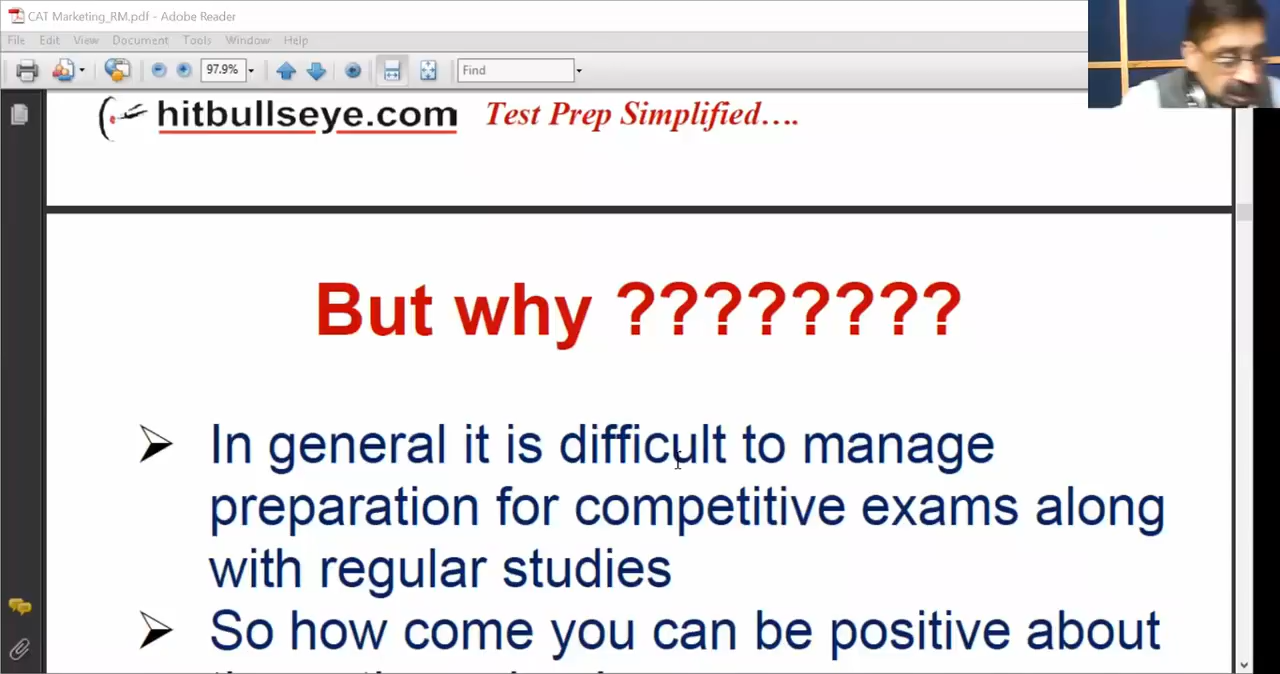 CAT Marketing_RM.pdf - Adobe Reader
File Edit View Document Tools Window Help
97.9% Find
hitbullseye.com Test Prep Simplified....
But why ????????
In general it is difficult to manage
preparation for competitive exams along
with regular studies
So how come you can be positive about